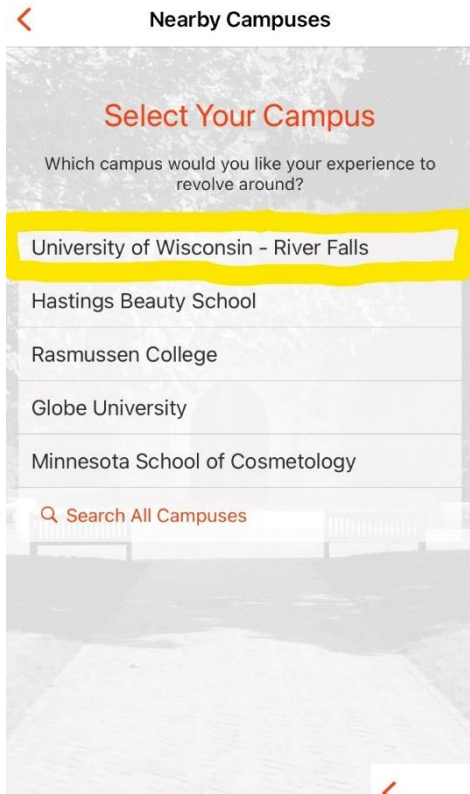 Nearby Campuses
Select Your Campus
Which campus would you like your experience to
revolve around?
University of Wisconsin - River Falls
Hastings Beauty School
Rasmussen College
Globe University
Minnesota School of Cosmetology
Search All Campuses